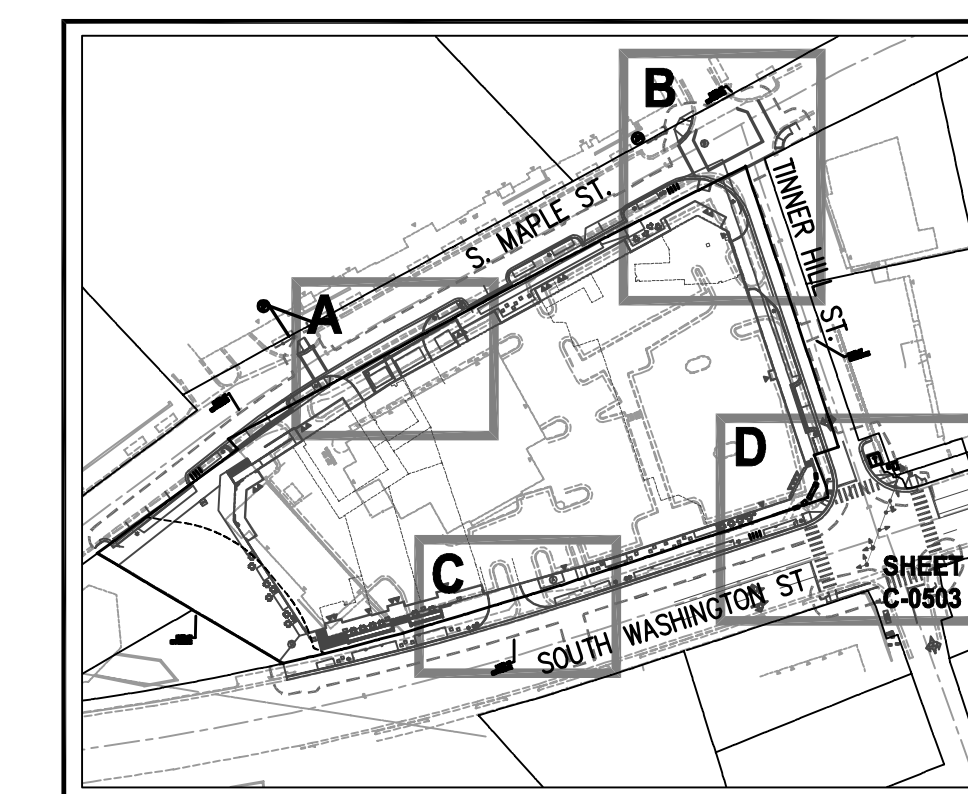 B
S. MAPLE ST.
TINNER HILL ST.
A
D
C
SHEET
C-0503
SOUTH WASHINGTON ST